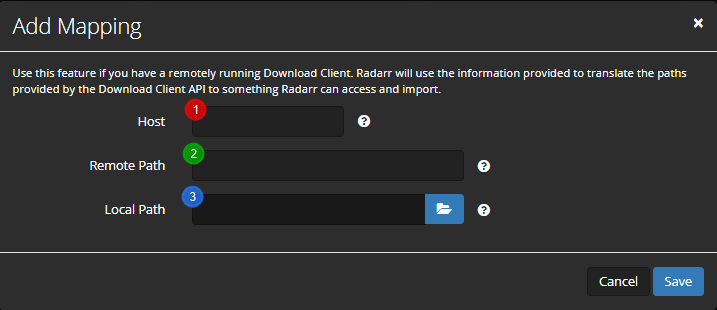 Add Mapping ×
Use this feature if you have a remotely running Download Client. Radarr will use the information provided to translate the paths
provided by the Download Client API to something Radarr can access and import.
1
Host ?
2
Remote Path ?
3
Local Path ?
Cancel Save